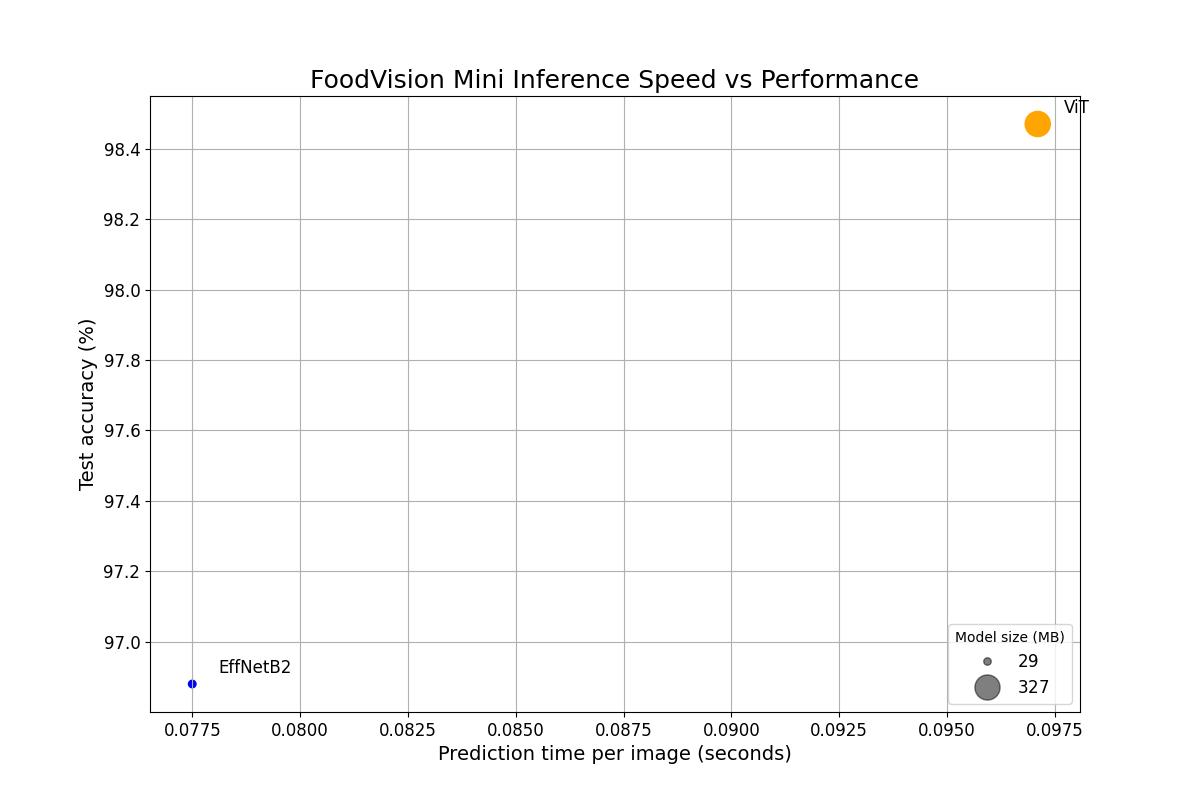 FoodVision Mini Inference Speed vs Performance
ViT
98.4
98.2
98.0
97.8
97.6
97.4
97.2
97.0
Test accuracy (%)
EffNetB2
Model size (MB)
29
327
0.0775 0.0800 0.0825 0.0850 0.0875 0.0900 0.0925 0.0950 0.0975
Prediction time per image (seconds)